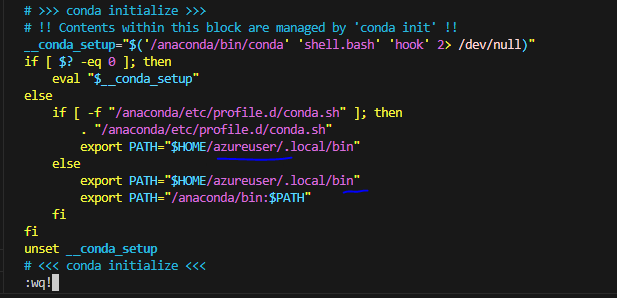 # >>> conda initialize >>>
# !! Contents within this block are managed by 'conda init' !!
__conda_setup="$('/anaconda/bin/conda' 'shell.bash' 'hook' 2> /dev/null)"
if [ $? -eq 0 ]; then
    eval "$__conda_setup"
else
    if [ -f "/anaconda/etc/profile.d/conda.sh" ]; then
        . "/anaconda/etc/profile.d/conda.sh"
        export PATH="$HOME/azureuser/.local/bin"
    else
        export PATH="$HOME/azureuser/.local/bin"
        export PATH="/anaconda/bin:$PATH"
    fi
fi
unset __conda_setup
# <<< conda initialize <<<
:wq!